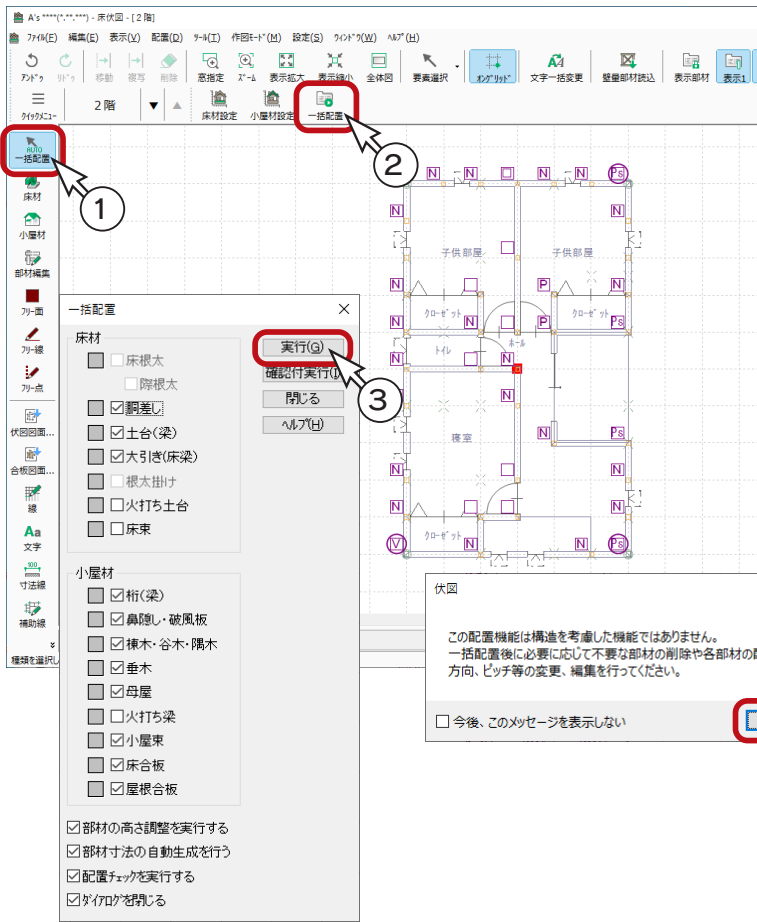 A's ****(*.**.***) - 床伏図 - [2 階]
ファイル(F) 編集(E) 表示(V) 配置(D) ツール(T) 作図モード(M) 設定(S) ウィンドウ(W) ヘルプ(H)
アンドゥ リドゥ 移動 複写 削除 窓指定 ズーム 表示拡大 表示縮小 全体図 要素選択 オングリッド 文字一括変更 壁量部材読込 表示部材 表示1
クイックメニュー 2 階 ▼ ▲ 床材設定 小屋材設定 一括配置
AUTO
一括配置
床材
小屋材
部材編集
フリー面
フリー線
フリー点
伏図図面...
合板図面...
線
Aa
文字
100
寸法線
補助線
種類を選択し
1
2
3
N N N N Ps
N N
子供部屋 子供部屋
N P N
クローゼット クローゼット
N N P Ps
トイレ ホール
N N
N
寝室
N Ps
N N
N N
クローゼット
V N N Ps
一括配置
床材
床根太
際根太
胴差し
土台(梁)
大引き(床梁)
根太掛け
火打ち土台
床束
実行(G)
確認付実行(I)
閉じる
ヘルプ(H)
小屋材
桁(梁)
鼻隠し・破風板
棟木・谷木・隅木
垂木
母屋
火打ち梁
小屋束
床合板
屋根合板
部材の高さ調整を実行する
部材寸法の自動生成を行う
配置チェックを実行する
ダイアログを閉じる
伏図
この配置機能は構造を考慮した機能ではありません。
一括配置後に必要に応じて不要な部材の削除や各部材の
方向、ピッチ等の変更、編集を行ってください。
今後、このメッセージを表示しない